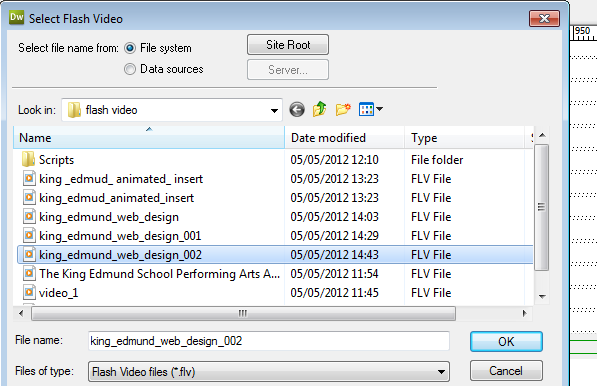 Dw Select Flash Video
950
Select file name from: File system Site Root
Data sources Server...
Look in: flash video
Name Date modified Type S
Scripts 05/05/2012 12:10 File folder
king _edmud_ animated_ insert 05/05/2012 13:23 FLV File
king_edmund_animated_insert 05/05/2012 13:23 FLV File
king_edmund_web_design 05/05/2012 14:03 FLV File
king_edmund_web_design_001 05/05/2012 14:29 FLV File
king_edmund_web_design_002 05/05/2012 14:43 FLV File
The King Edmund School Performing Arts A... 05/05/2012 11:54 FLV File
video_1 05/05/2012 11:45 FLV File
File name: king_edmund_web_design_002 OK
Files of type: Flash Video files (*.flv) Cancel